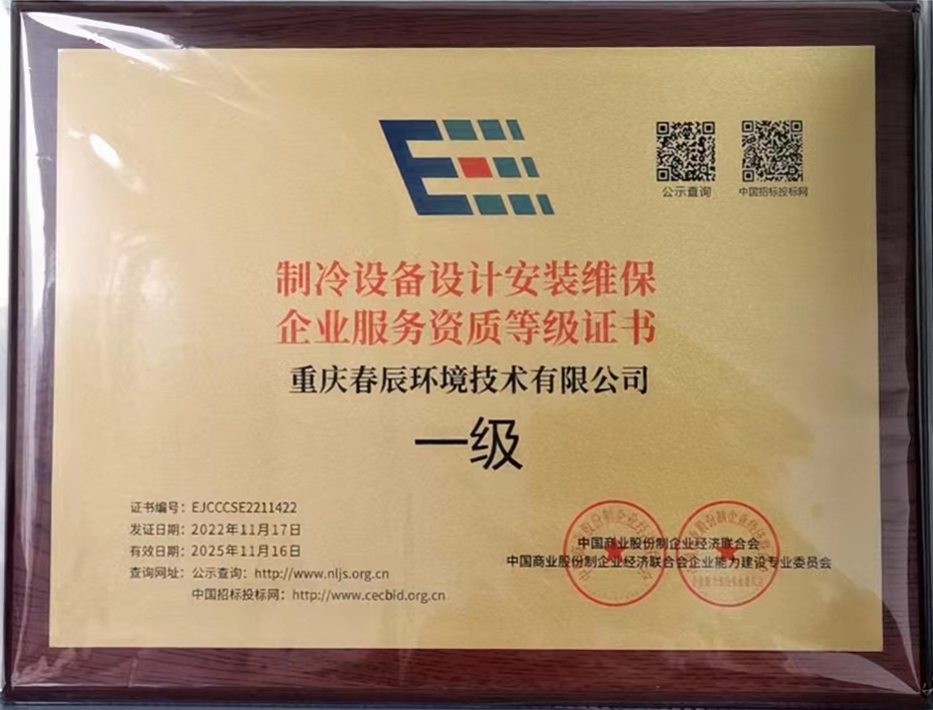 公示查询
中国招标投标网
制冷设备设计安装维保
企业服务资质等级证书
重庆春辰环境技术有限公司
一级
证书编号：EJCCCSE2211422
发证日期：2022年11月17日
有效日期：2025年11月16日
查询网址：公示查询：http://www.nljs.org.cn
中国招标投标网：http://www.cecbid.org.cn
中国商业股份制企业经济联合会
中国商业股份制企业经济联合会企业能力建设专业委员会